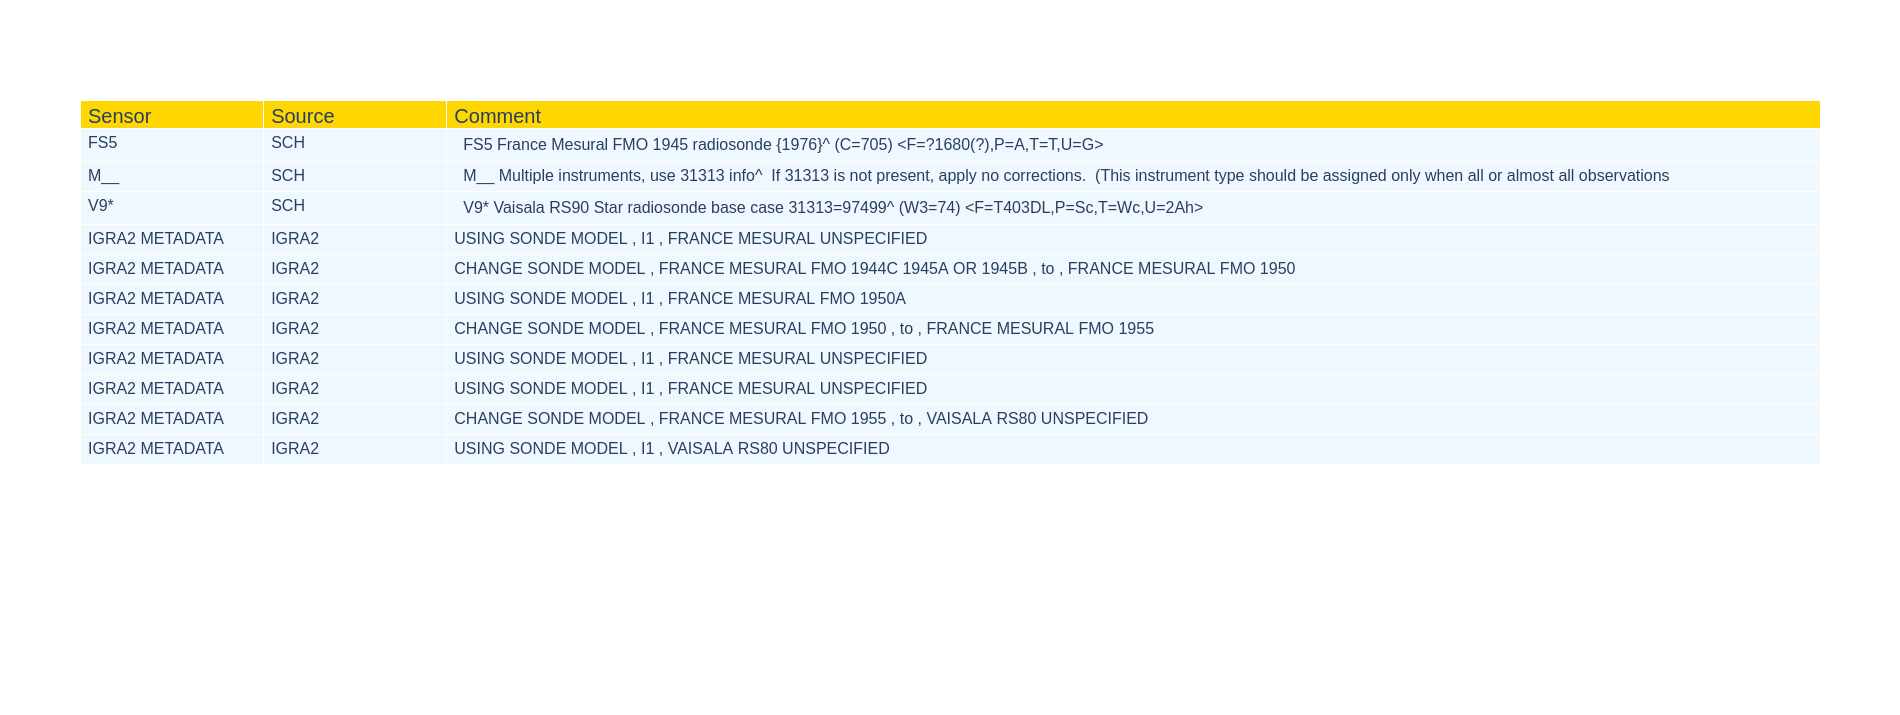 Sensor Source Comment
FS5 SCH FS5 France Mesural FMO 1945 radiosonde {1976}^ (C=705) <F=?1680(?),P=A,T=T,U=G>
M__ SCH M__ Multiple instruments, use 31313 info^  If 31313 is not present, apply no corrections.  (This instrument type should be assigned only when all or almost all observations
V9* SCH V9* Vaisala RS90 Star radiosonde base case 31313=97499^ (W3=74) <F=T403DL,P=Sc,T=Wc,U=2Ah>
IGRA2 METADATA IGRA2 USING SONDE MODEL , I1 , FRANCE MESURAL UNSPECIFIED
IGRA2 METADATA IGRA2 CHANGE SONDE MODEL , FRANCE MESURAL FMO 1944C 1945A OR 1945B , to , FRANCE MESURAL FMO 1950
IGRA2 METADATA IGRA2 USING SONDE MODEL , I1 , FRANCE MESURAL FMO 1950A
IGRA2 METADATA IGRA2 CHANGE SONDE MODEL , FRANCE MESURAL FMO 1950 , to , FRANCE MESURAL FMO 1955
IGRA2 METADATA IGRA2 USING SONDE MODEL , I1 , FRANCE MESURAL UNSPECIFIED
IGRA2 METADATA IGRA2 USING SONDE MODEL , I1 , FRANCE MESURAL UNSPECIFIED
IGRA2 METADATA IGRA2 CHANGE SONDE MODEL , FRANCE MESURAL FMO 1955 , to , VAISALA RS80 UNSPECIFIED
IGRA2 METADATA IGRA2 USING SONDE MODEL , I1 , VAISALA RS80 UNSPECIFIED